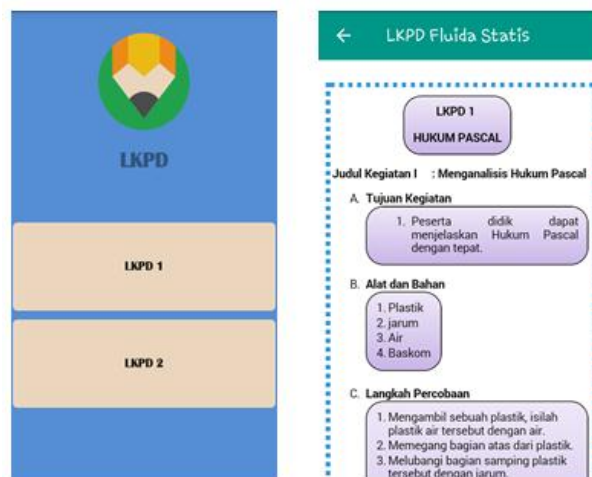 LKPD
LKPD 1
LKPD 2
LKPD Fluida Statis
LKPD 1
HUKUM PASCAL
Judul Kegiatan I : Menganalisis Hukum Pascal
A. Tujuan Kegiatan
1. Peserta didik dapat
menjelaskan Hukum Pascal
dengan tepat.
B. Alat dan Bahan
1. Plastik
2. jarum
3. Air
4. Baskom
C. Langkah Percobaan
1. Mengambil sebuah plastik, isilah
plastik air tersebut dengan air.
2. Memegang bagian atas dari plastik.
3. Melubangi bagian samping plastik
tersebut dengan jarum.